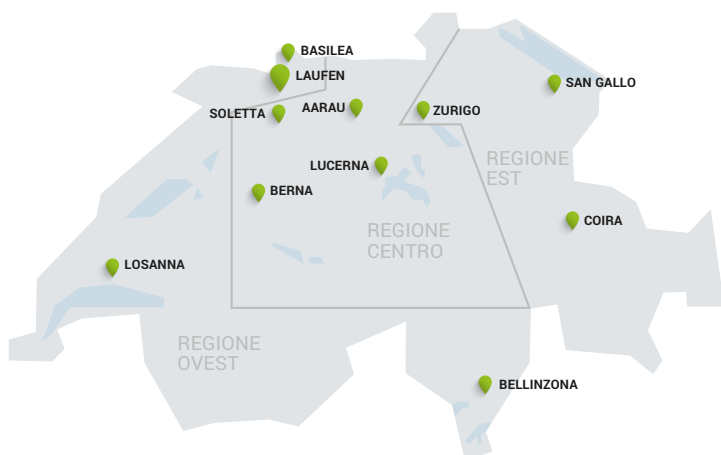 BASILEA
LAUFEN
SAN GALLO
SOLETTA
AARAU
ZURIGO
LUCERNA
REGIONE
EST
BERNA
COIRA
REGIONE
CENTRO
LOSANNA
REGIONE
OVEST
BELLINZONA